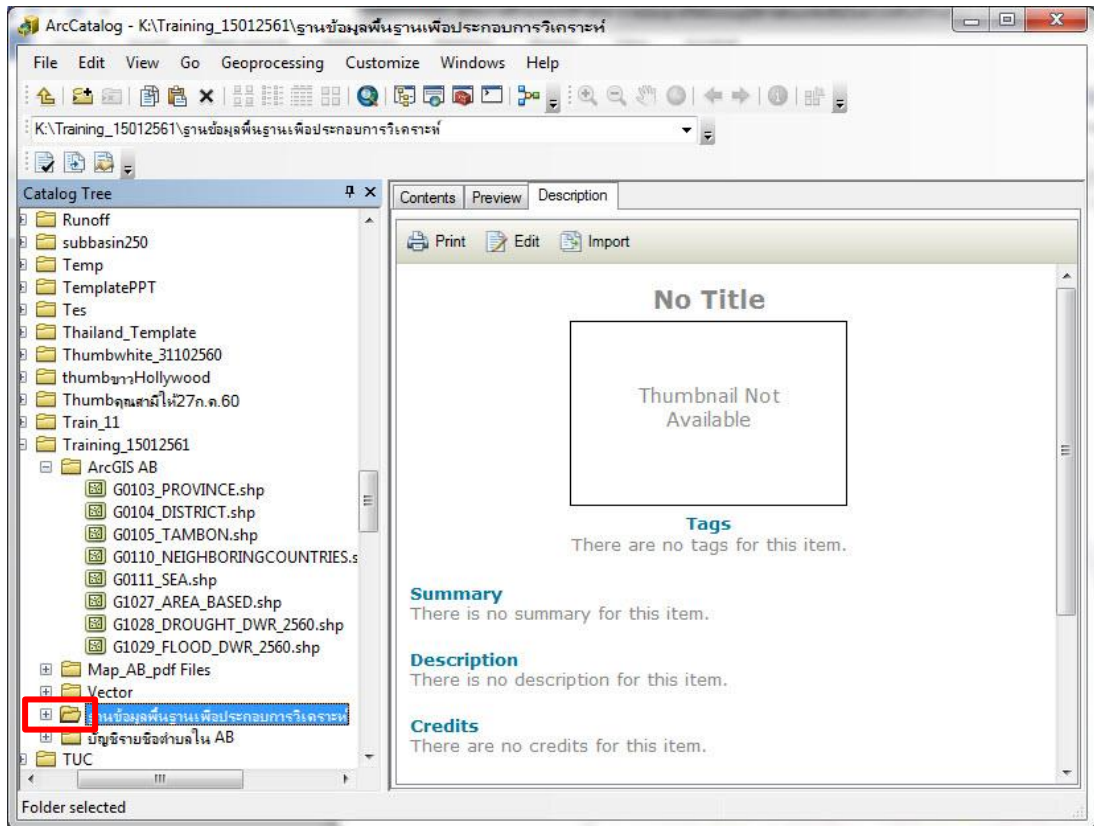 ArcCatalog - K:\Training_15012561\ฐานข้อมูลพื้นฐานเพื่อประกอบการวิเคราะห์
File Edit View Go Geoprocessing Customize Windows Help
K:\Training_15012561\ฐานข้อมูลพื้นฐานเพื่อประกอบการวิเคราะห์
Catalog Tree
Contents Preview Description
Runoff
subbasin250
Temp
TemplatePPT
Tes
Thailand_Template
Thumbwhite_31102560
thumbขาวHollywood
Thumbคุณสามีให้27ก.ค.60
Train_11
Training_15012561
ArcGIS AB
G0103_PROVINCE.shp
G0104_DISTRICT.shp
G0105_TAMBON.shp
G0110_NEIGHBORINGCOUNTRIES.s
G0111_SEA.shp
G1027_AREA_BASED.shp
G1028_DROUGHT_DWR_2560.shp
G1029_FLOOD_DWR_2560.shp
Map_AB_pdf Files
Vector
ฐานข้อมูลพื้นฐานเพื่อประกอบการวิเคราะห์
บัญชีรายชื่อตำบลใน AB
TUC
Print Edit Import
No Title
Thumbnail Not
Available
Tags
There are no tags for this item.
Summary
There is no summary for this item.
Description
There is no description for this item.
Credits
There are no credits for this item.
Folder selected